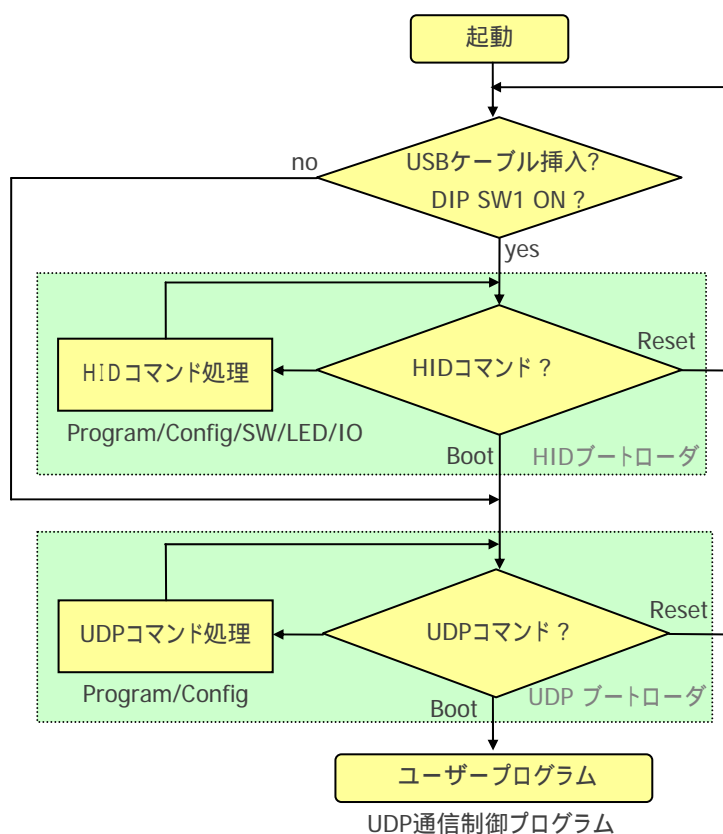 起動
USBケーブル挿入?
no
DIP SW1 ON ?
yes
Reset
HIDコマンド処理
HIDコマンド ?
Program/Config/SW/LED/IO
Boot
HIDブートローダ
Reset
UDPコマンド処理
UDPコマンド ?
Program/Config
UDP ブートローダ
Boot
ユーザープログラム
UDP通信制御プログラム